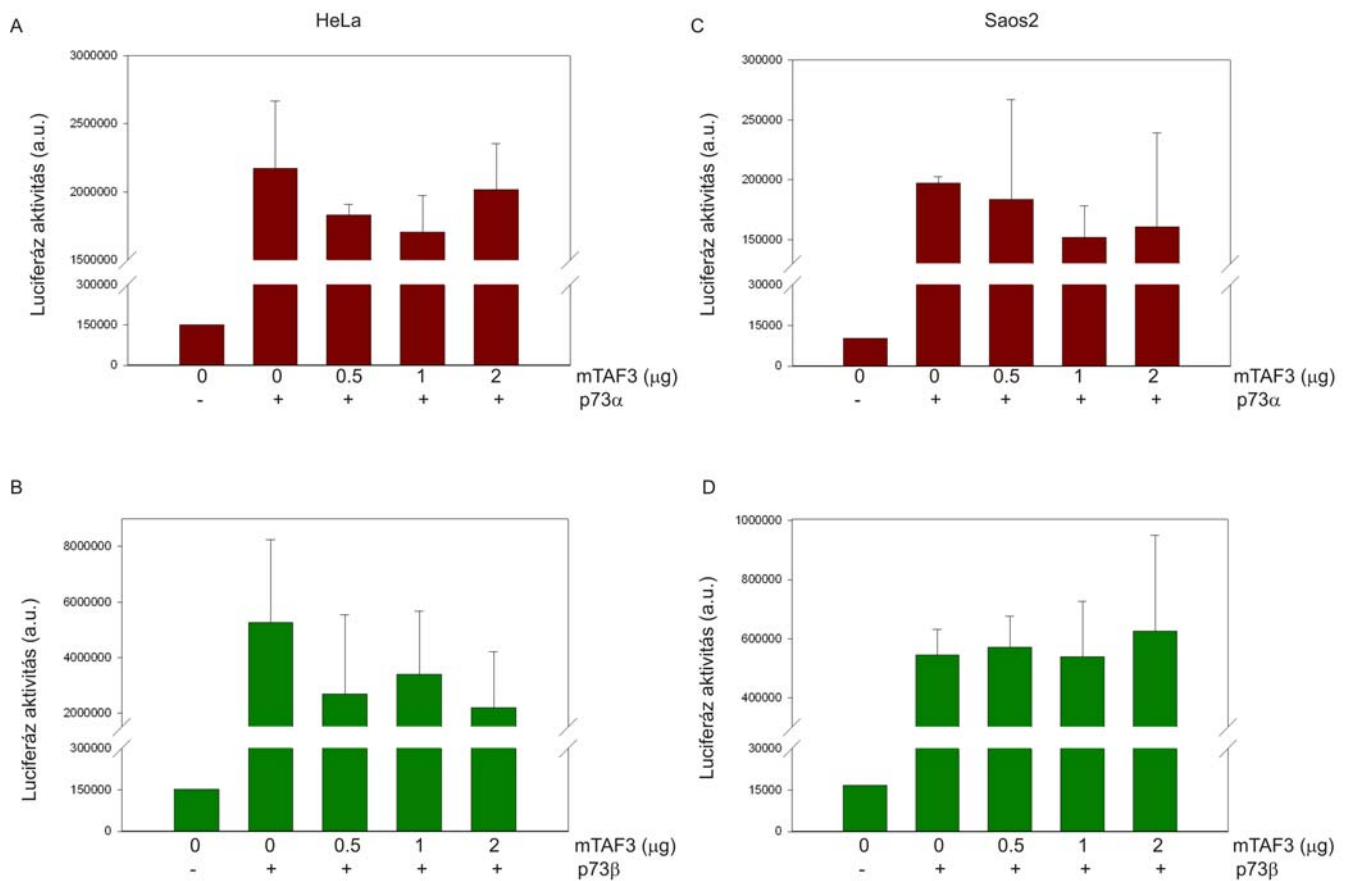 A
HeLa
Luciferáz aktivitás (a.u.)
3000000
2500000
2000000
1500000
300000
150000
0
0 0 0.5 1 2 mTAF3 (μg)
- + + + + p73α
C
Saos2
Luciferáz aktivitás (a.u.)
300000
250000
200000
150000
30000
15000
0
0 0 0.5 1 2 mTAF3 (μg)
- + + + + p73α
B
Luciferáz aktivitás (a.u.)
8000000
6000000
4000000
2000000
300000
150000
0
0 0 0.5 1 2 mTAF3 (μg)
- + + + + p73β
D
Luciferáz aktivitás (a.u.)
1000000
800000
600000
400000
30000
15000
0
0 0 0.5 1 2 mTAF3 (μg)
- + + + + p73β